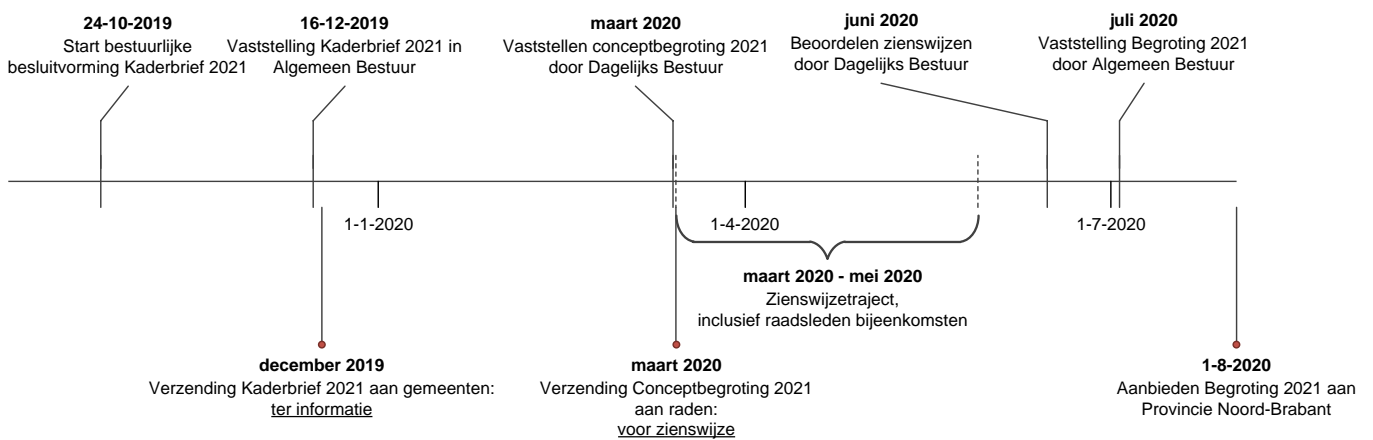 24-10-2019
Start bestuurlijke
besluitvorming Kaderbrief 2021
16-12-2019
Vaststelling Kaderbrief 2021 in
Algemeen Bestuur
maart 2020
Vaststellen conceptbegroting 2021
door Dagelijks Bestuur
juni 2020
Beoordelen zienswijzen
door Dagelijks Bestuur
juli 2020
Vaststelling Begroting 2021
door Algemeen Bestuur
1-1-2020
1-4-2020
1-7-2020
maart 2020 - mei 2020
Zienswijzetraject,
inclusief raadsleden bijeenkomsten
december 2019
Verzending Kaderbrief 2021 aan gemeenten:
ter informatie
maart 2020
Verzending Conceptbegroting 2021
aan raden:
voor zienswijze
1-8-2020
Aanbieden Begroting 2021 aan
Provincie Noord-Brabant